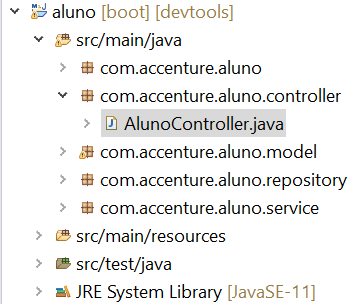 aluno [boot] [devtools]
src/main/java
com.accenture.aluno
com.accenture.aluno.controller
AlunoController.java
com.accenture.aluno.model
com.accenture.aluno.repository
com.accenture.aluno.service
src/main/resources
src/test/java
JRE System Library [JavaSE-11]